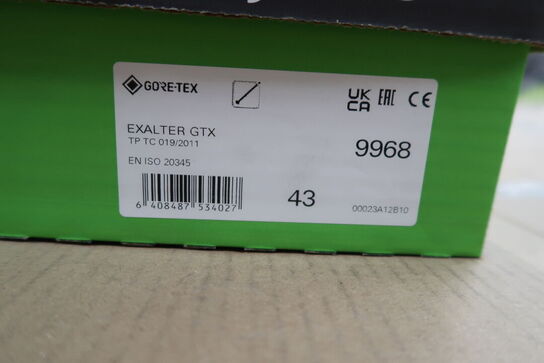 GORE-TEX
UK CA EAC CE
EXALTER GTX
TP TC 019/2011
9968
EN ISO 20345
6 408487 534027
43
00023A12B10